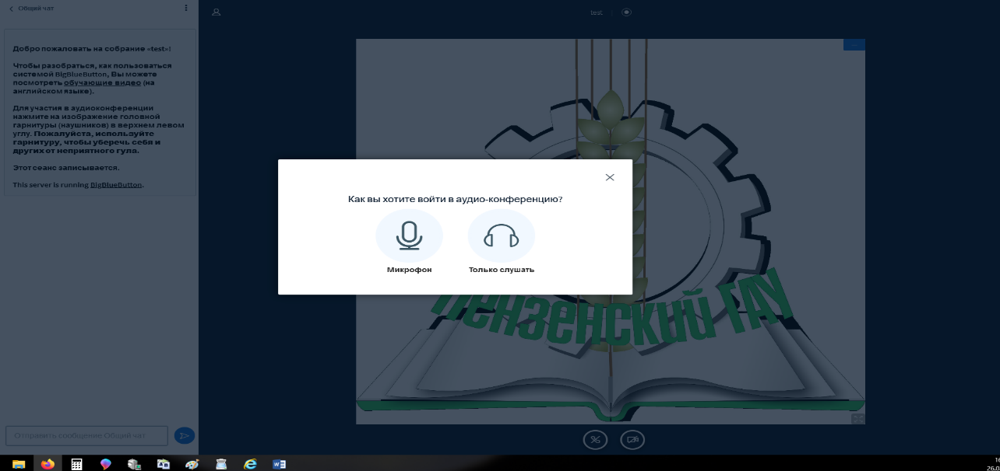 Общий чат
test
Добро пожаловать на собрание «test»!
Чтобы разобраться, как пользоваться
системой BigBlueButton, Вы можете
посмотреть обучающие видео (на
английском языке).
Для участия в аудиоконференции
нажмите на изображение головной
гарнитуры (наушников) в верхнем левом
углу. Пожалуйста, используйте
гарнитуру, чтобы уберечь себя и
других от неприятного гула.
Этот сеанс записывается.
This server is running BigBlueButton.
Как вы хотите войти в аудио-конференцию?
Микрофон
Только слушать
ПЕНЗЕНСКИЙ ГАУ
Отправить сообщение Общий чат